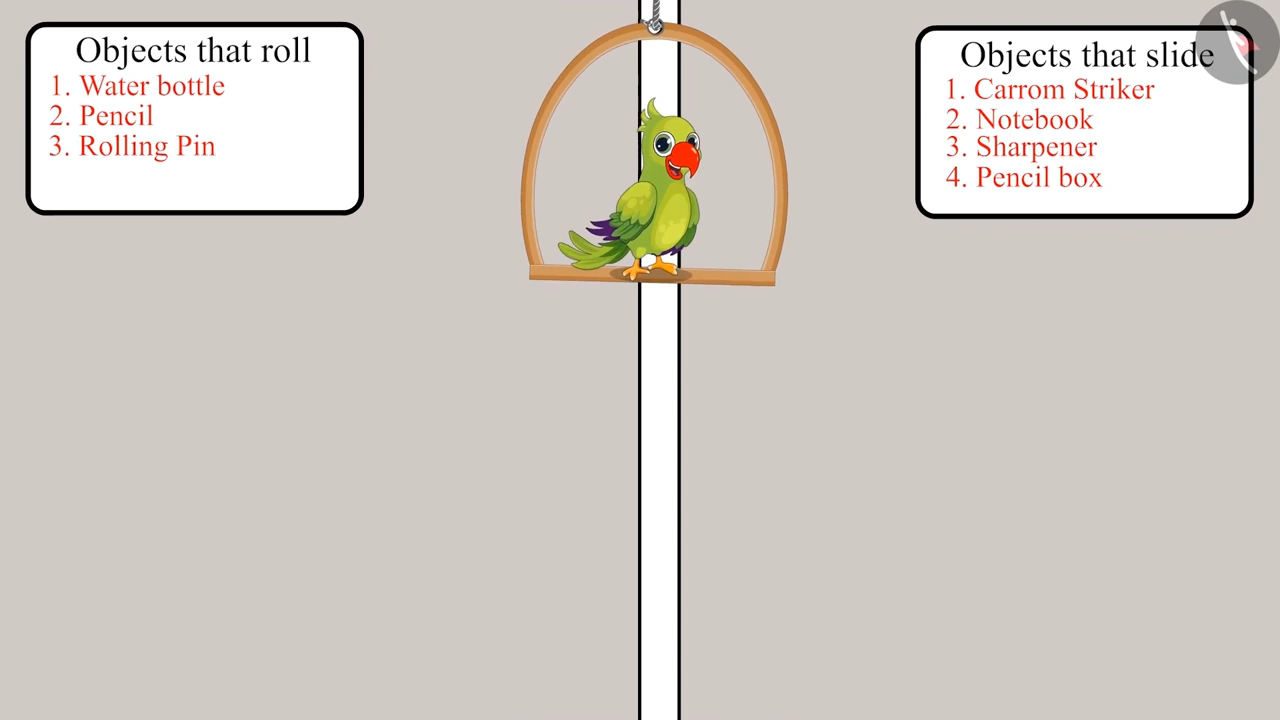 Objects that roll
1. Water bottle
2. Pencil
3. Rolling Pin
Objects that slide
1. Carrom Striker
2. Notebook
3. Sharpener
4. Pencil box